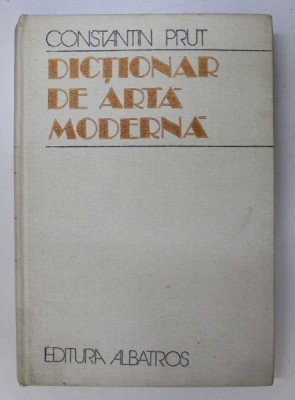 CONSTANTIN PRUT
DICȚIONAR
DE ARTĂ
MODERNĂ
EDITURA ALBATROS